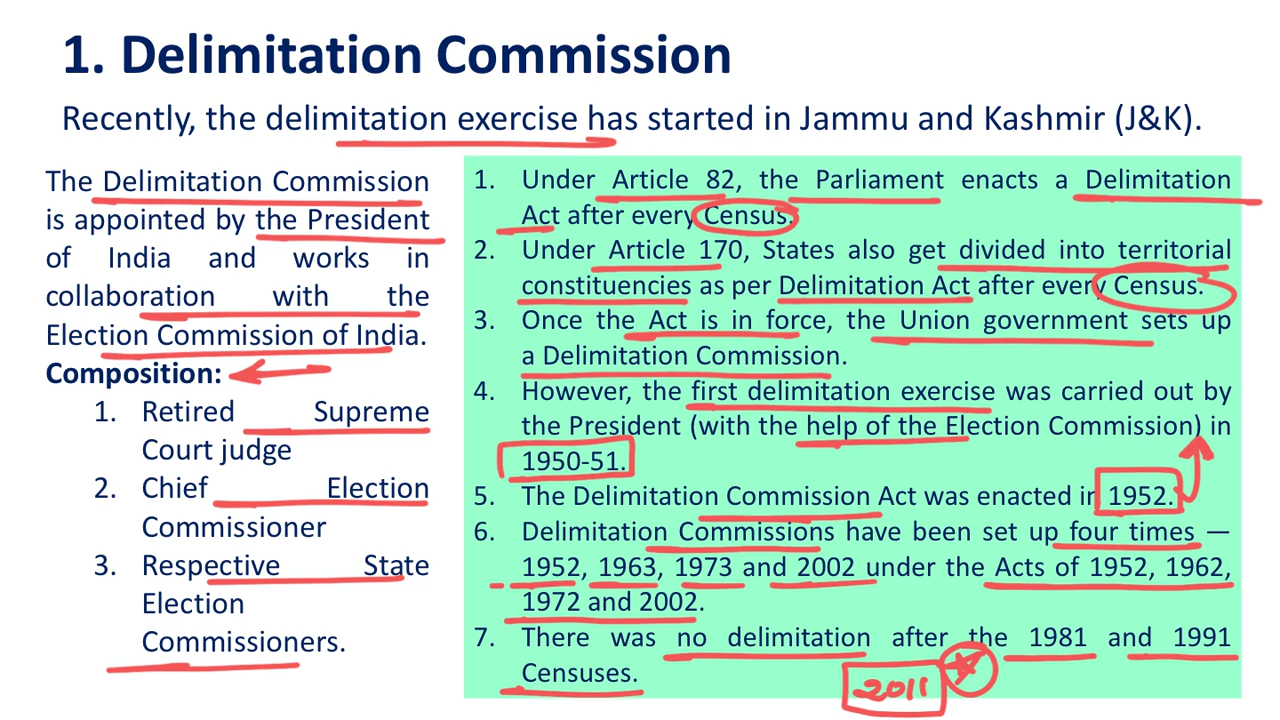 1. Delimitation Commission
Recently, the delimitation exercise has started in Jammu and Kashmir (J&K).
The Delimitation Commission
is appointed by the President
of India and works in
collaboration with the
Election Commission of India.
Composition:
1. Retired Supreme
Court judge
2. Chief Election
Commissioner
3. Respective State
Election
Commissioners.
1. Under Article 82, the Parliament enacts a Delimitation
Act after every Census.
2. Under Article 170, States also get divided into territorial
constituencies as per Delimitation Act after every Census.
3. Once the Act is in force, the Union government sets up
a Delimitation Commission.
4. However, the first delimitation exercise was carried out by
the President (with the help of the Election Commission) in
1950-51.
5. The Delimitation Commission Act was enacted in 1952.
6. Delimitation Commissions have been set up four times —
1952, 1963, 1973 and 2002 under the Acts of 1952, 1962,
1972 and 2002.
7. There was no delimitation after the 1981 and 1991
Censuses.
2011